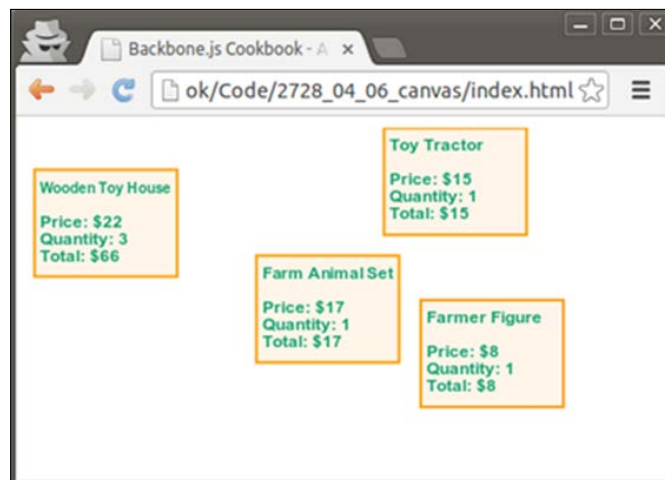 Backbone.js Cookbook - A
ok/Code/2728_04_06_canvas/index.html
Toy Tractor
Price: $15
Quantity: 1
Total: $15
Wooden Toy House
Price: $22
Quantity: 3
Total: $66
Farm Animal Set
Price: $17
Quantity: 1
Total: $17
Farmer Figure
Price: $8
Quantity: 1
Total: $8